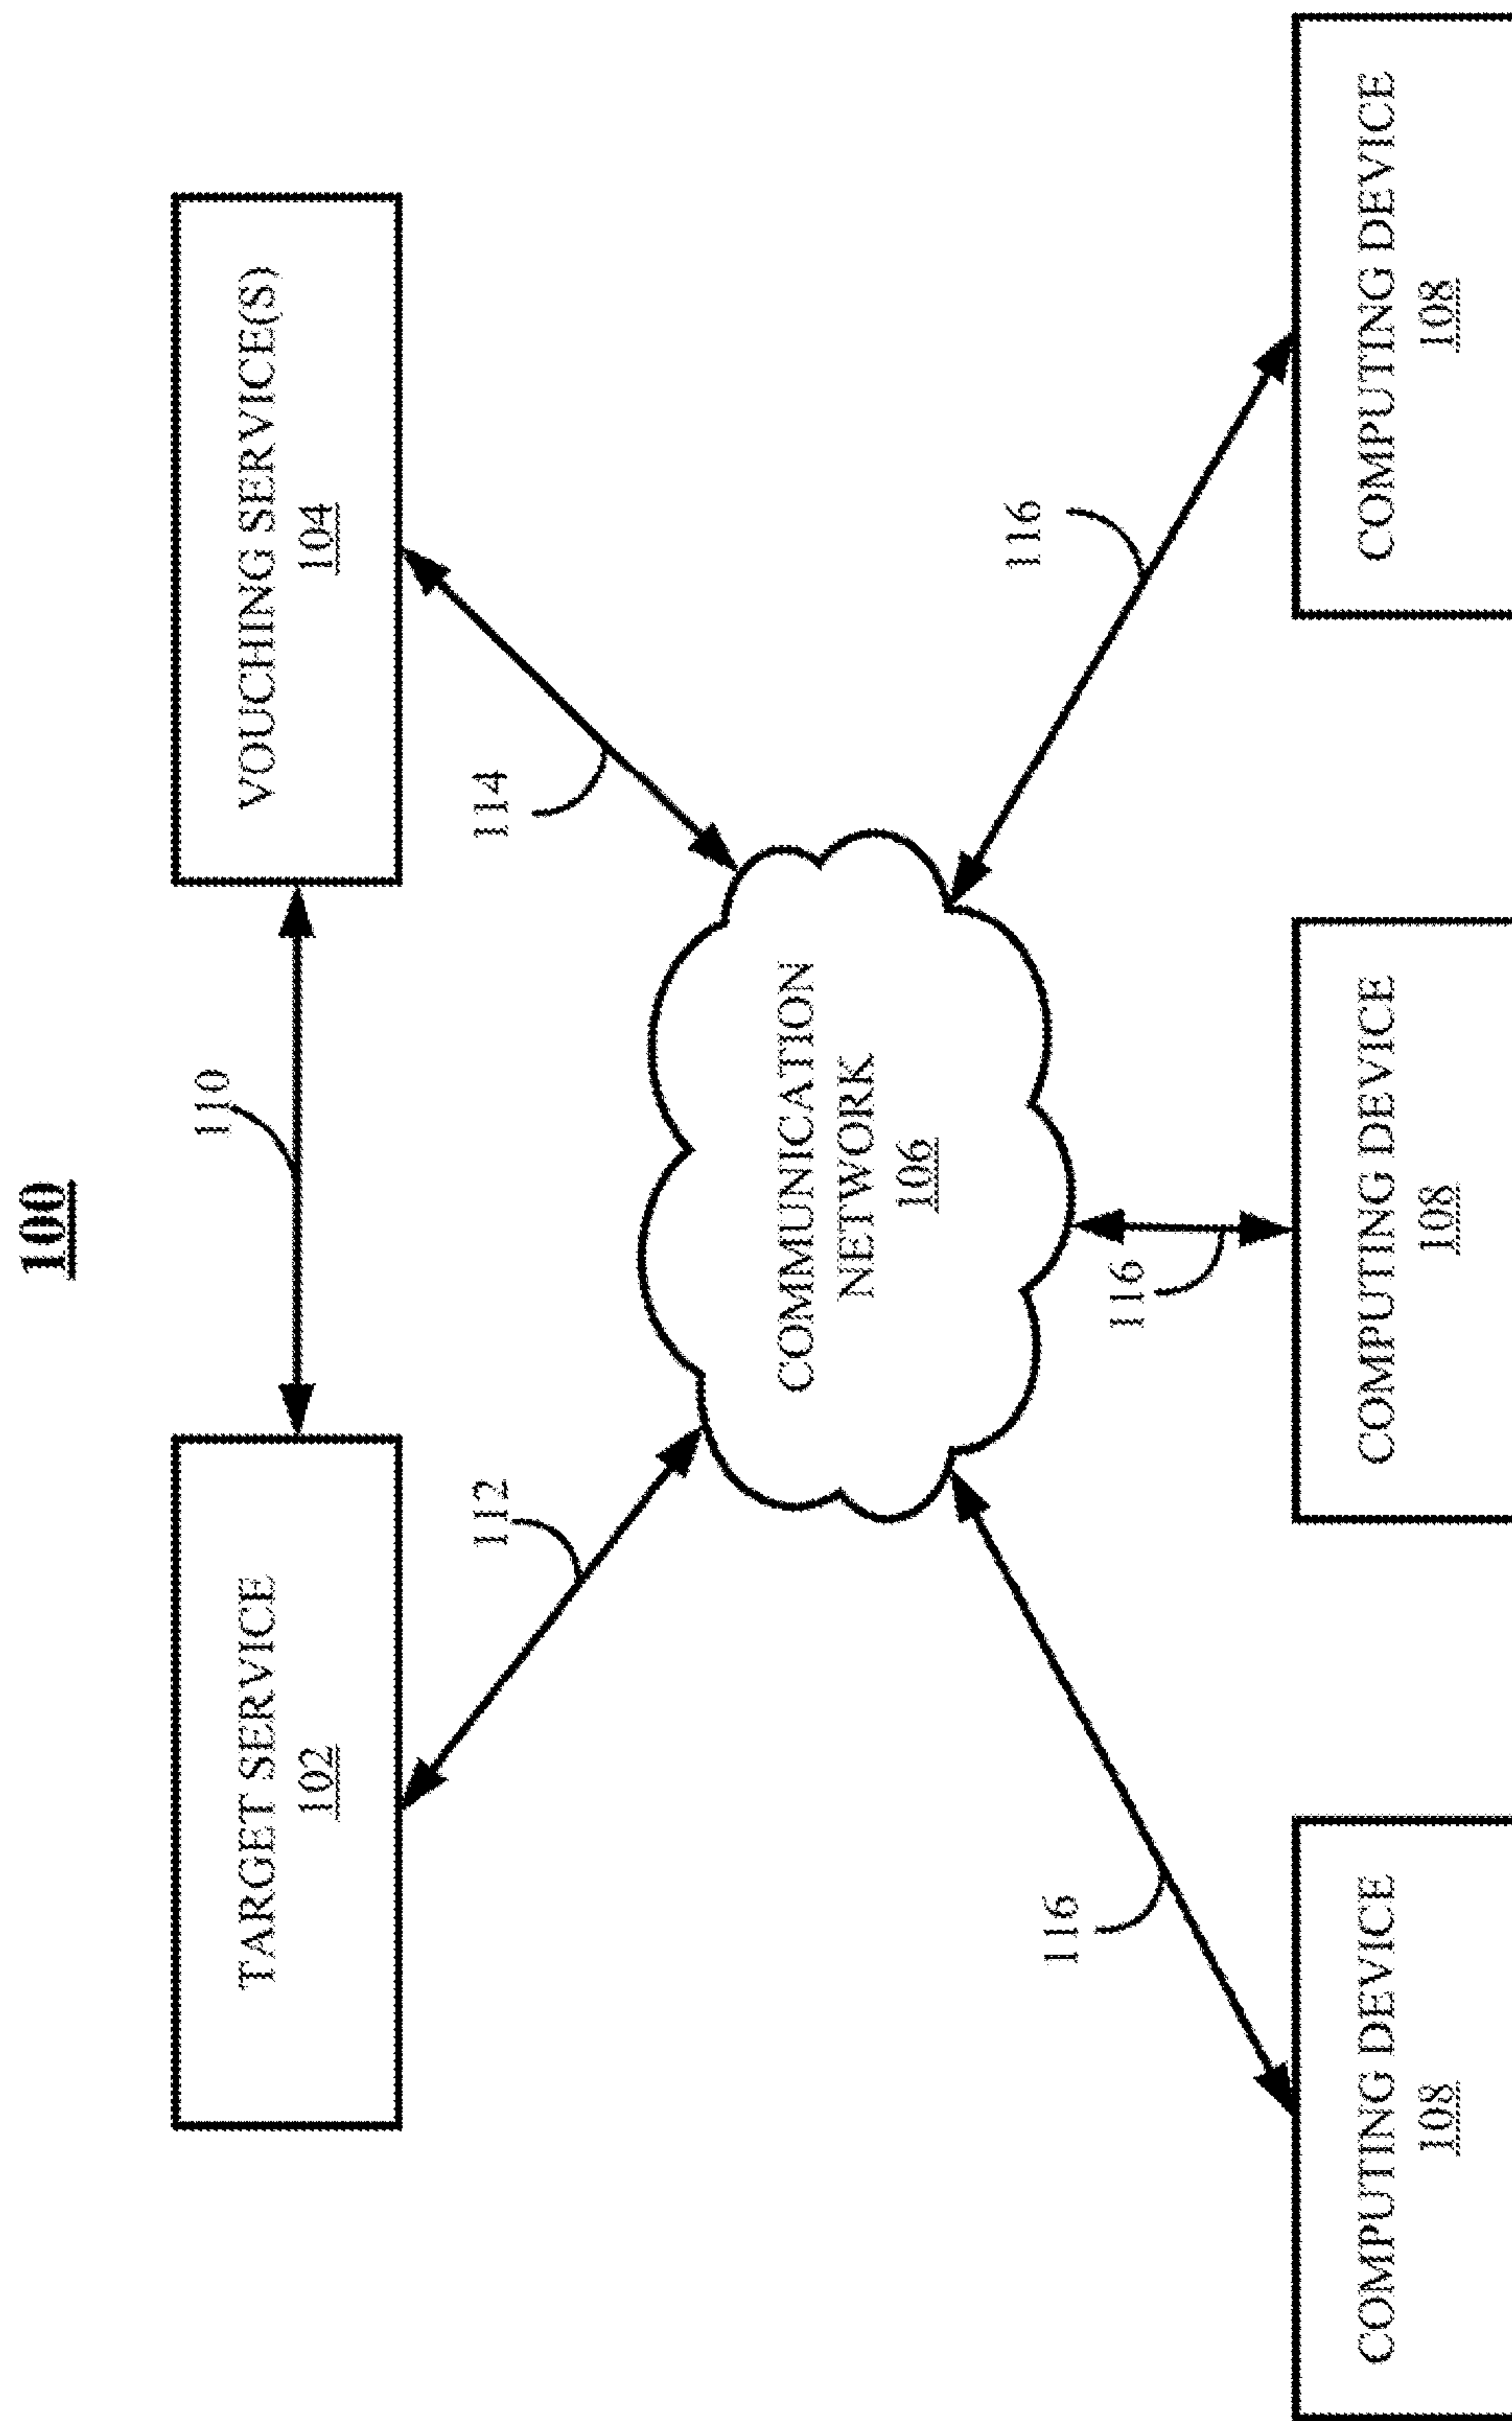 100
110
TARGET SERVICE
102
VOUCHING SERVICE(S)
104
112
114
COMMUNICATION
NETWORK
106
116
116
116
COMPUTING DEVICE
108
COMPUTING DEVICE
108
COMPUTING DEVICE
108